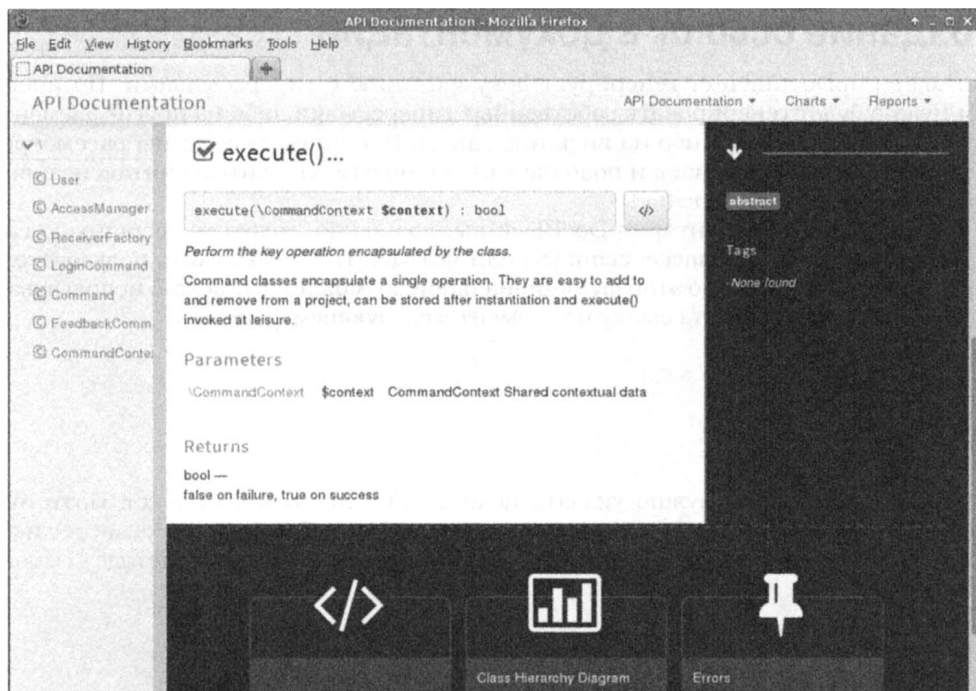 API Documentation - Mozilla Firefox
File Edit View History Bookmarks Tools Help
API Documentation
API Documentation
API Documentation Charts Reports
User
AccessManager
ReceiverFactory
LoginCommand
Command
FeedbackComm
CommandConte
execute()...
execute(\CommandContext $context) : bool
</>
Perform the key operation encapsulated by the class.
Command classes encapsulate a single operation. They are easy to add to
and remove from a project, can be stored after instantiation and execute()
invoked at leisure.
Parameters
\CommandContext $context CommandContext Shared contextual data
Returns
bool —
false on failure, true on success
abstract
Tags
None found
</>
Class Hierarchy Diagram
Errors